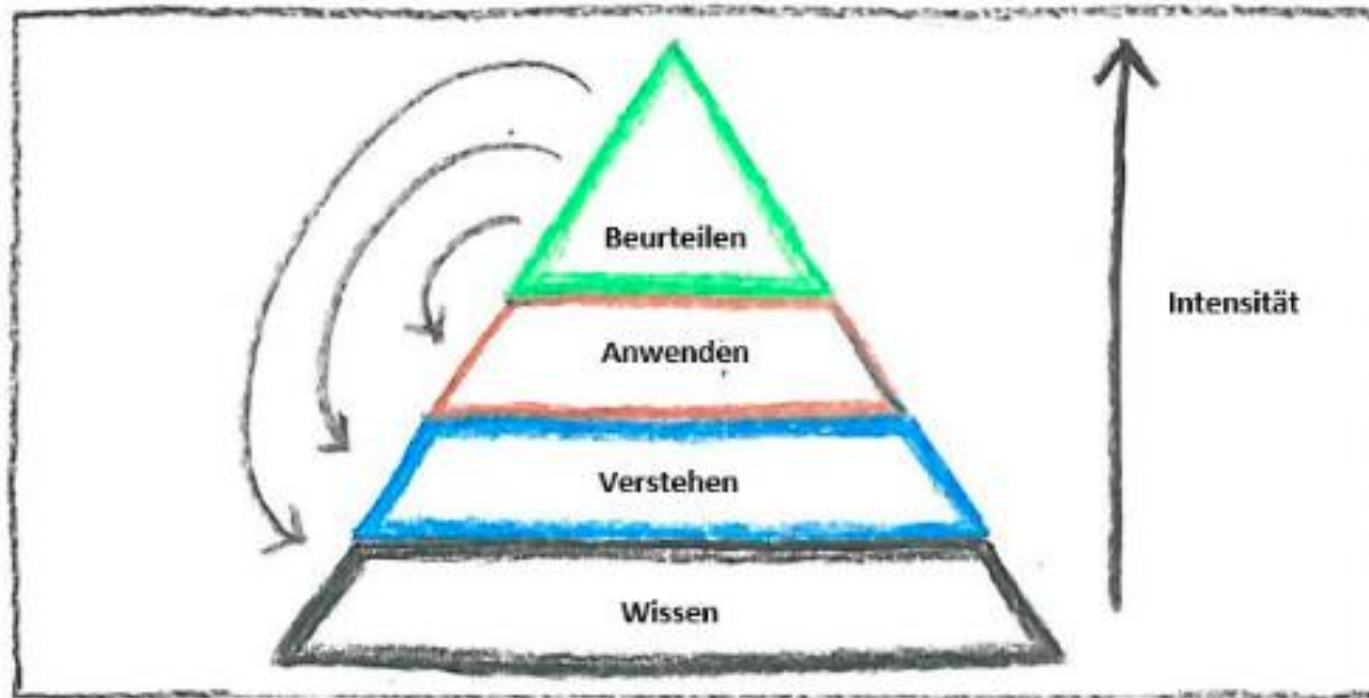 Beurteilen
Anwenden
Intensität
Verstehen
Wissen